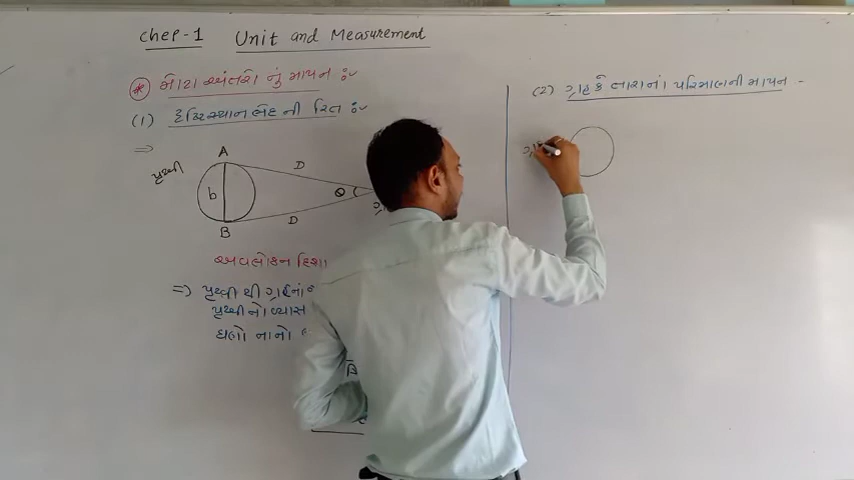 Chep-1 Unit and Measurement
* મોટા અંતરો નું માપન :-
(1) દ્રષ્ટિસ્થાન ભેદ ની રિત :-
⇒
પૃથ્વી
A
D
b
θ
D
B
અવલોકન દિશા
⇒ પૃથ્વી થી ગ્રહનાં
પૃથ્વીનો વ્યાસ
ઘણો નાનો
(2) ગ્રહ કે તારાનાં પરિમાણની માપન -